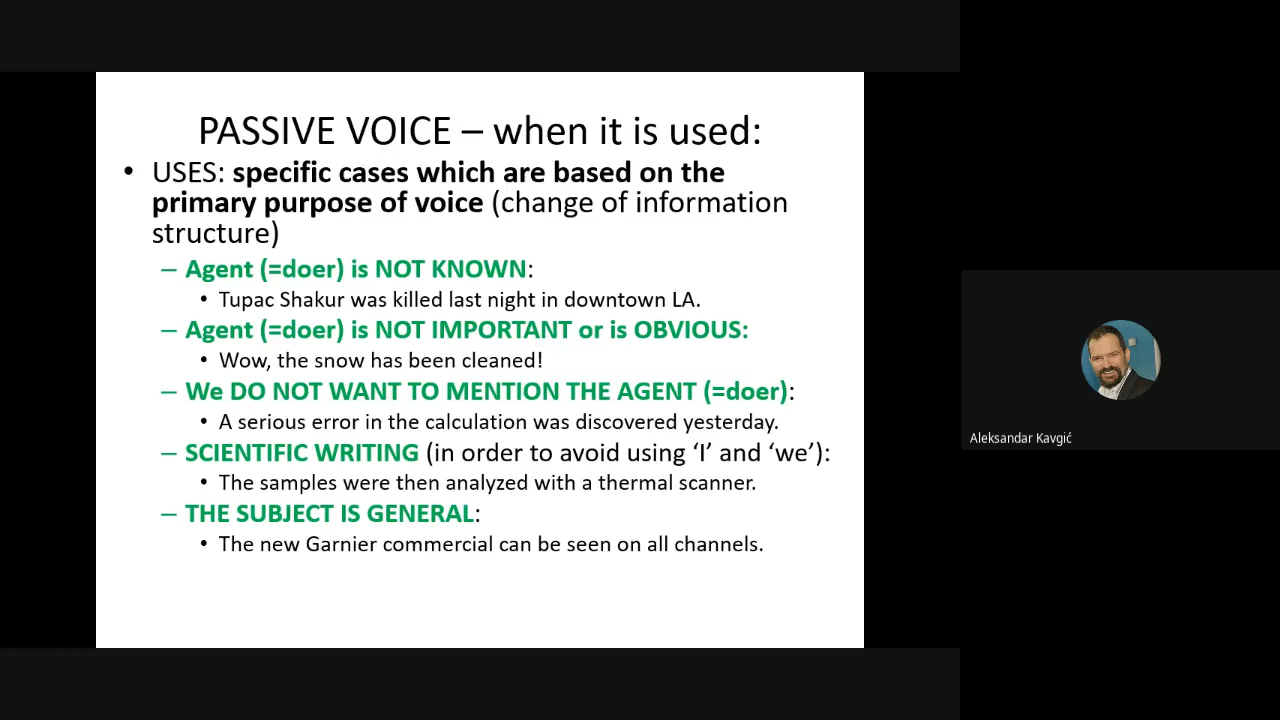 PASSIVE VOICE – when it is used:
• USES: specific cases which are based on the
primary purpose of voice (change of information
structure)
– Agent (=doer) is NOT KNOWN:
• Tupac Shakur was killed last night in downtown LA.
– Agent (=doer) is NOT IMPORTANT or is OBVIOUS:
• Wow, the snow has been cleaned!
– We DO NOT WANT TO MENTION THE AGENT (=doer):
• A serious error in the calculation was discovered yesterday.
– SCIENTIFIC WRITING (in order to avoid using ‘I’ and ‘we’):
• The samples were then analyzed with a thermal scanner.
– THE SUBJECT IS GENERAL:
• The new Garnier commercial can be seen on all channels.
Aleksandar Kavgić